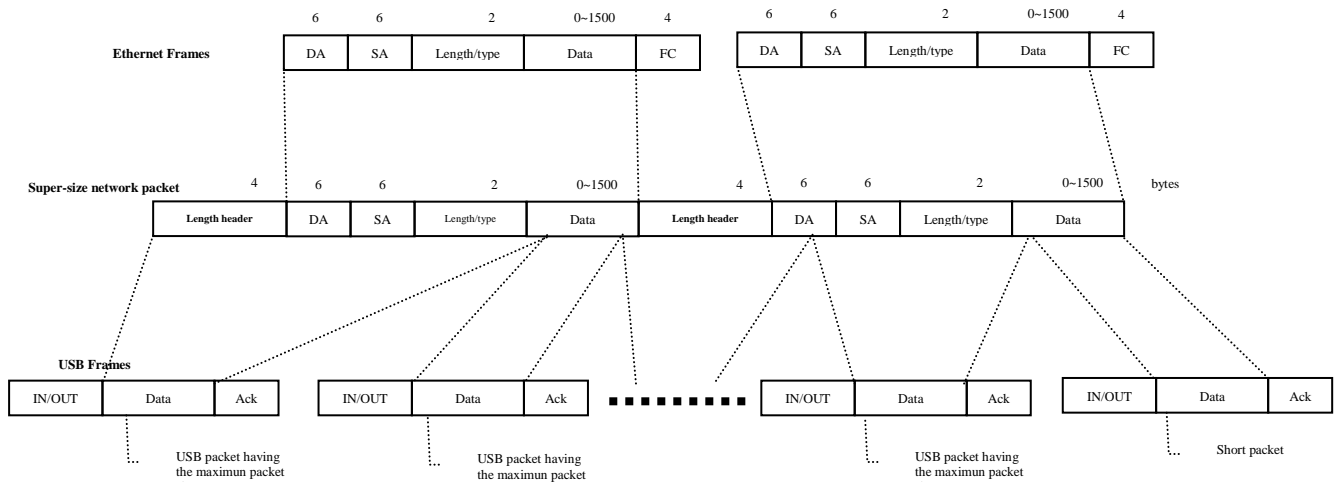 6 6 2 0~1500 4 6 6 2 0~1500 4
Ethernet Frames DA SA Length/type Data FC DA SA Length/type Data FC
Super-size network packet 4 6 6 2 0~1500 4 6 6 2 0~1500 bytes
Length header DA SA Length/type Data Length header DA SA Length/type Data
USB Frames
IN/OUT Data Ack IN/OUT Data Ack IN/OUT Data Ack IN/OUT Data Ack
USB packet having
the maximun packet
USB packet having
the maximun packet
USB packet having
the maximun packet
Short packet